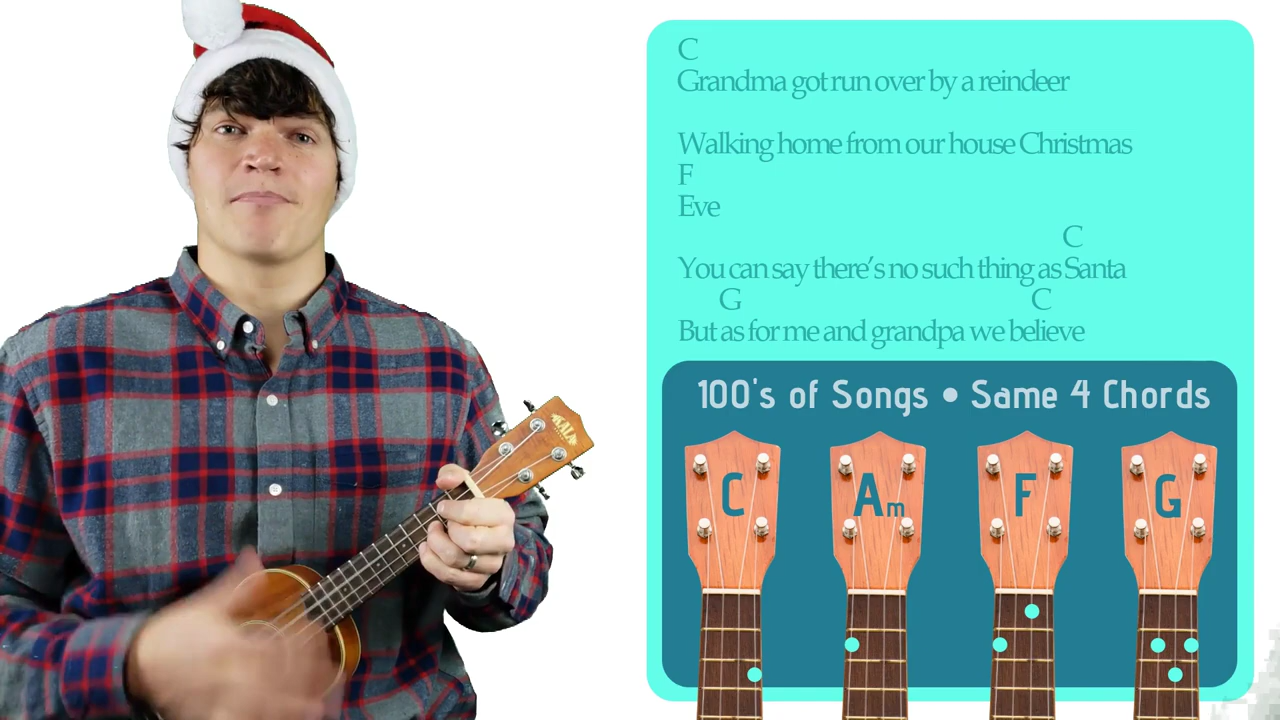 C
Grandma got run over by a reindeer
Walking home from our house Christmas
F
Eve
C
You can say there's no such thing as Santa
G C
But as for me and grandpa we believe
100's of Songs • Same 4 Chords
C Am F G
KALA